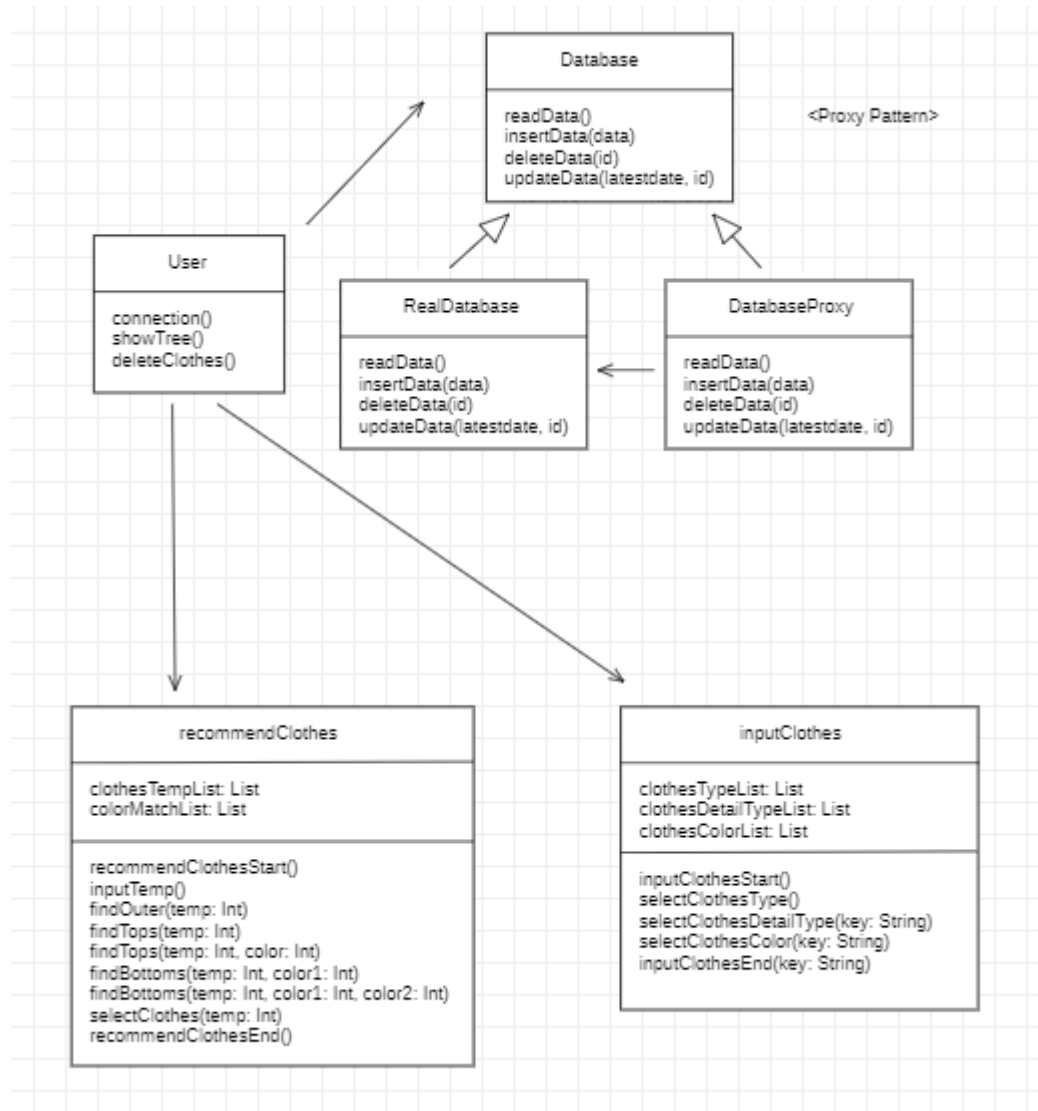 Database
readData()
insertData(data)
deleteData(id)
updateData(latestdate, id)
<Proxy Pattern>
User
connection()
showTree()
deleteClothes()
RealDatabase
readData()
insertData(data)
deleteData(id)
updateData(latestdate, id)
DatabaseProxy
readData()
insertData(data)
deleteData(id)
updateData(latestdate, id)
recommendClothes
clothesTempList: List
colorMatchList: List
recommendClothesStart()
inputTemp()
findOuter(temp: Int)
findTops(temp: Int)
findTops(temp: Int, color: Int)
findBottoms(temp: Int, color1: Int)
findBottoms(temp: Int, color1: Int, color2: Int)
selectClothes(temp: Int)
recommendClothesEnd()
inputClothes
clothesTypeList: List
clothesDetailTypeList: List
clothesColorList: List
inputClothesStart()
selectClothesType()
selectClothesDetailType(key: String)
selectClothesColor(key: String)
inputClothesEnd(key: String)